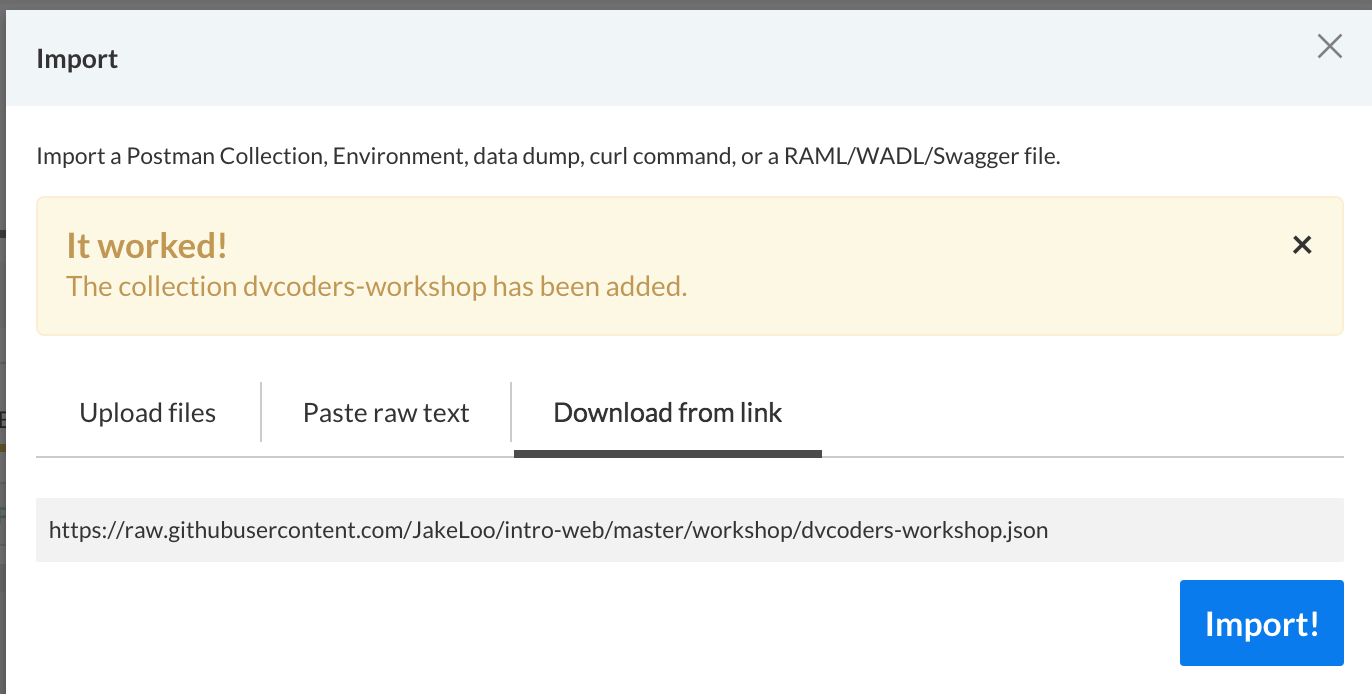 Import
Import a Postman Collection, Environment, data dump, curl command, or a RAML/WADL/Swagger file.
It worked!
The collection dvcoders-workshop has been added.
Upload files
Paste raw text
Download from link
https://raw.githubusercontent.com/JakeLoo/intro-web/master/workshop/dvcoders-workshop.json
Import!